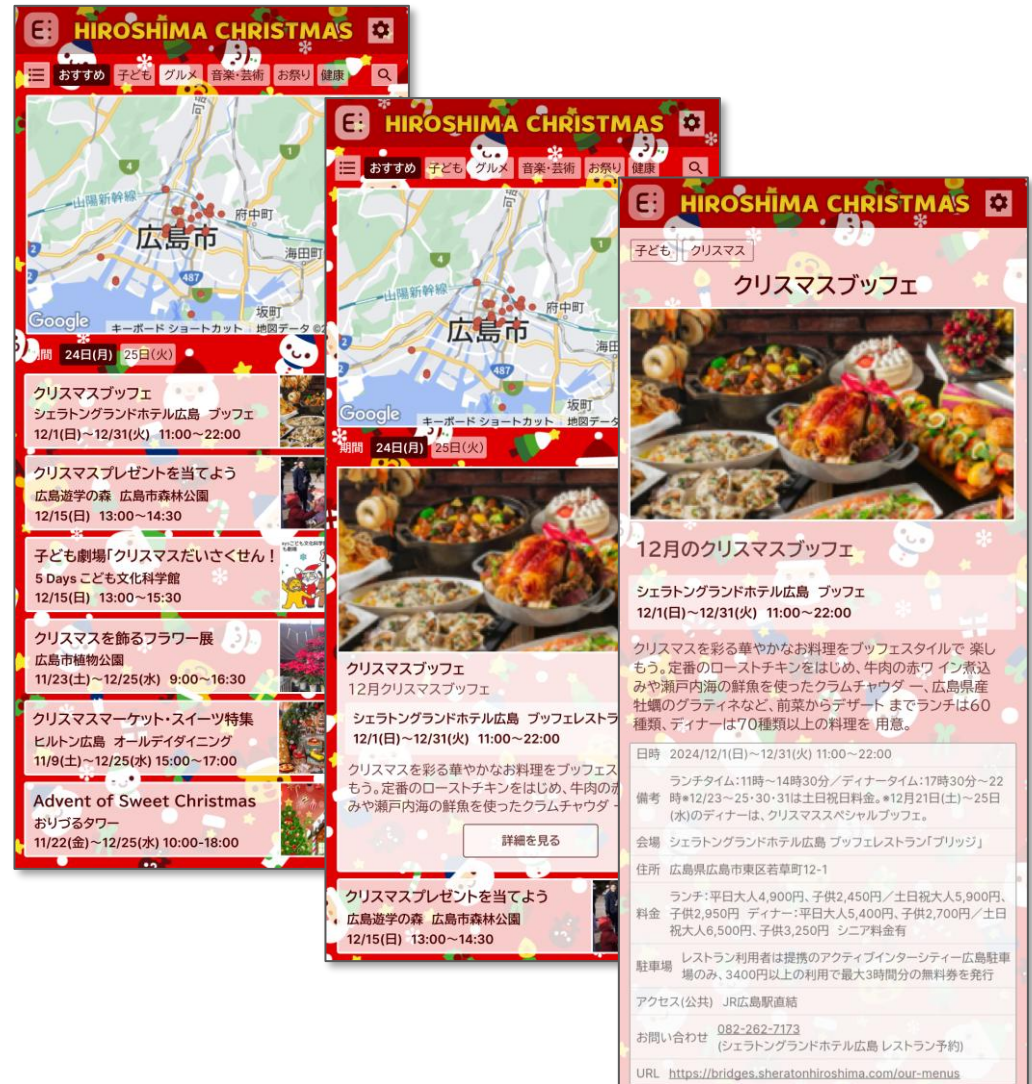 E:
HIROSHIMA CHRISTMAS
おすすめ 子ども グルメ 音楽・芸術 お祭り 健康
4
1
山陽新幹線
府中町
広島市
海田町
2
2
487
坂町
Google
キーボード ショートカット 地図データ ©2
期間 24日(月) 25日(火)
クリスマスブッフェ
シェラトングランドホテル広島 ブッフェ
12/1(日)～12/31(火) 11:00～22:00
クリスマスプレゼントを当てよう
広島遊学の森 広島市森林公園
12/15(日) 13:00～14:30
子ども劇場「クリスマスだいさくせん!
5 Days こども文化科学館
12/15(日) 13:00～15:30
クリスマスを飾るフラワー展
広島市植物公園
11/23(土)～12/25(水) 9:00～16:30
クリスマスマーケット・スイーツ特集
ヒルトン広島 オールデイダイニング
11/9(土)～12/25(水) 15:00～17:00
Advent of Sweet Christmas
おりづるタワー
11/22(金)～12/25(水) 10:00-18:00
E:
HIROSHIMA CHRISTMAS
おすすめ 子ども グルメ 音楽・芸術 お祭り 健康
4
1
山陽新幹線
府中町
広島市
海田
2
2
487
坂町
Google
キーボード ショートカット 地図データ
期間 24日(月) 25日(火)
クリスマスブッフェ
12月クリスマスブッフェ
シェラトングランドホテル広島 ブッフェレストラ
12/1(日)～12/31(火) 11:00～22:00
クリスマスを彩る華やかなお料理をブッフェス
もう。定番のローストチキンをはじめ、牛肉の赤
みや瀬戸内海の鮮魚を使ったクラムチャウダ ー
詳細を見る
クリスマスプレゼントを当てよう
広島遊学の森 広島市森林公園
12/15(日) 13:00～14:30
E:
HIROSHIMA CHRISTMAS
子ども クリスマス
クリスマスブッフェ
12月のクリスマスブッフェ
シェラトングランドホテル広島 ブッフェ
12/1(日)～12/31(火) 11:00～22:00
クリスマスを彩る華やかなお料理をブッフェスタイルで 楽し
もう。定番のローストチキンをはじめ、牛肉の赤ワ イン煮込
みや瀬戸内海の鮮魚を使ったクラムチャウダ ー、広島県産
牡蠣のグラティネなど、前菜からデザート までランチは60
種類、ディナーは70種類以上の料理を 用意。
日時 2024/12/1(日)～12/31(火) 11:00～22:00
備考 ランチタイム:11時～14時30分／ディナータイム:17時30分～22
時※12/23～25・30・31は土日祝日料金。※12月21日(土)～25日
(水)のディナーは、クリスマススペシャルブッフェ。
会場 シェラトングランドホテル広島 ブッフェレストラン「ブリッジ」
住所 広島県広島市東区若草町12-1
料金 ランチ:平日大人4,900円、子供2,450円／土日祝大人5,900円、
子供2,950円 ディナー:平日大人5,400円、子供2,700円／土日
祝大人6,500円、子供3,250円 シニア料金有
駐車場 レストラン利用者は提携のアクティブインターシティー広島駐車
場のみ、3400円以上の利用で最大3時間分の無料券を発行
アクセス(公共) JR広島駅直結
お問い合わせ 082-262-7173
(シェラトングランドホテル広島 レストラン予約)
URL https://bridges.sheratonhiroshima.com/our-menus